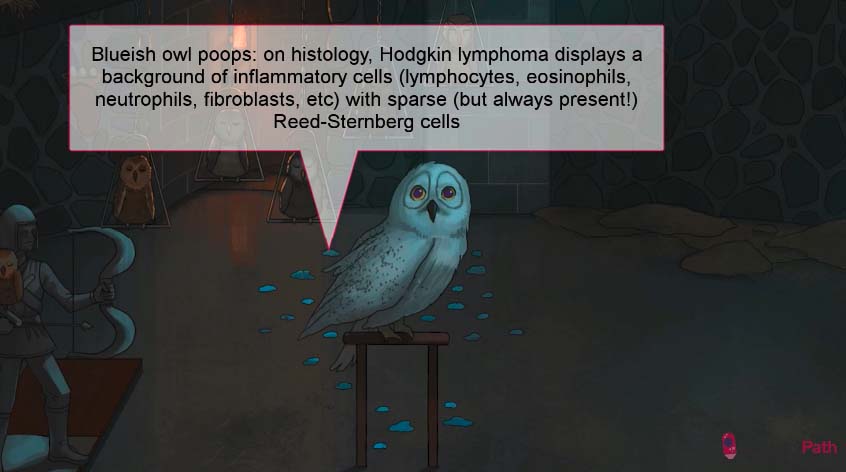 Blueish owl poops: on histology, Hodgkin lymphoma displays a
background of inflammatory cells (lymphocytes, eosinophils,
neutrophils, fibroblasts, etc) with sparse (but always present!)
Reed-Sternberg cells
Path